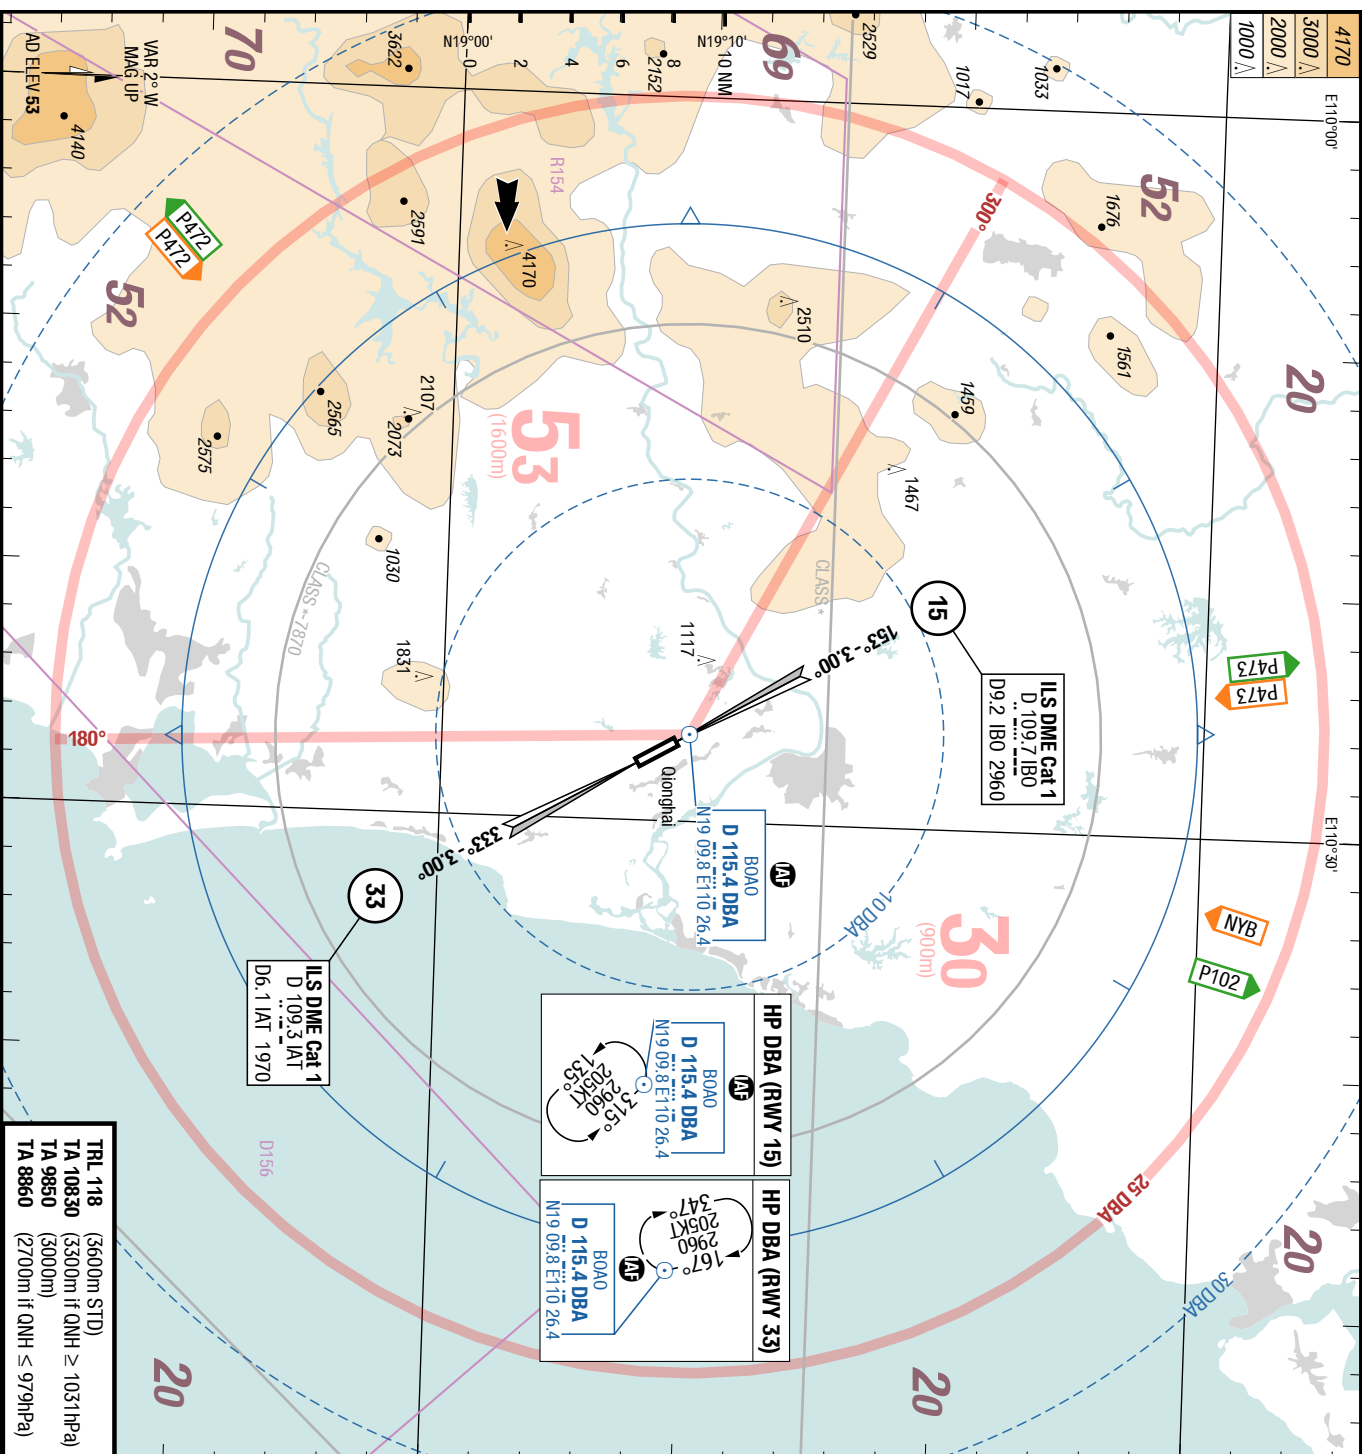 4170
3000
2000
1000
VAR 2° W
MAG UP
AD ELEV 53
4140
70
3622
N19°00'
0
2
4
6
8
10 NM
N19°10'
2152
69
2529
1017
1033
E110°00'
R154
2591
4170
300°
1676
52
P472
P472
52
2510
1561
20
1459
2565
2107
2073
2575
53
(1600m)
1467
1030
CLASS *-7870
CLASS *
1831
1117
153°-3.00°
15
ILS DME Cat 1
D 109.7 IBO
D9.2 IBO 2960
P473
P473
180°
Qionghai
333°-3.00°
33
ILS DME Cat 1
D 109.3 IAT
D6.1 IAT 1970
IAF
BOAO
D 115.4 DBA
N19 09.8 E110 26.4
10 DBA
30
(900m)
E110°30'
NYB
P102
HP DBA (RWY 15)
IAF
BOAO
D 115.4 DBA
N19 09.8 E110 26.4
315°
2960
205KT
135°
HP DBA (RWY 33)
167°
2960
205KT
347°
IAF
BOAO
D 115.4 DBA
N19 09.8 E110 26.4
25 DBA
30 DBA
20
20
20
D156
TRL 118 (3600m STD)
TA 10830 (3300m if QNH ≥ 1031hPa)
TA 9850 (3000m)
TA 8860 (2700m if QNH ≤ 979hPa)